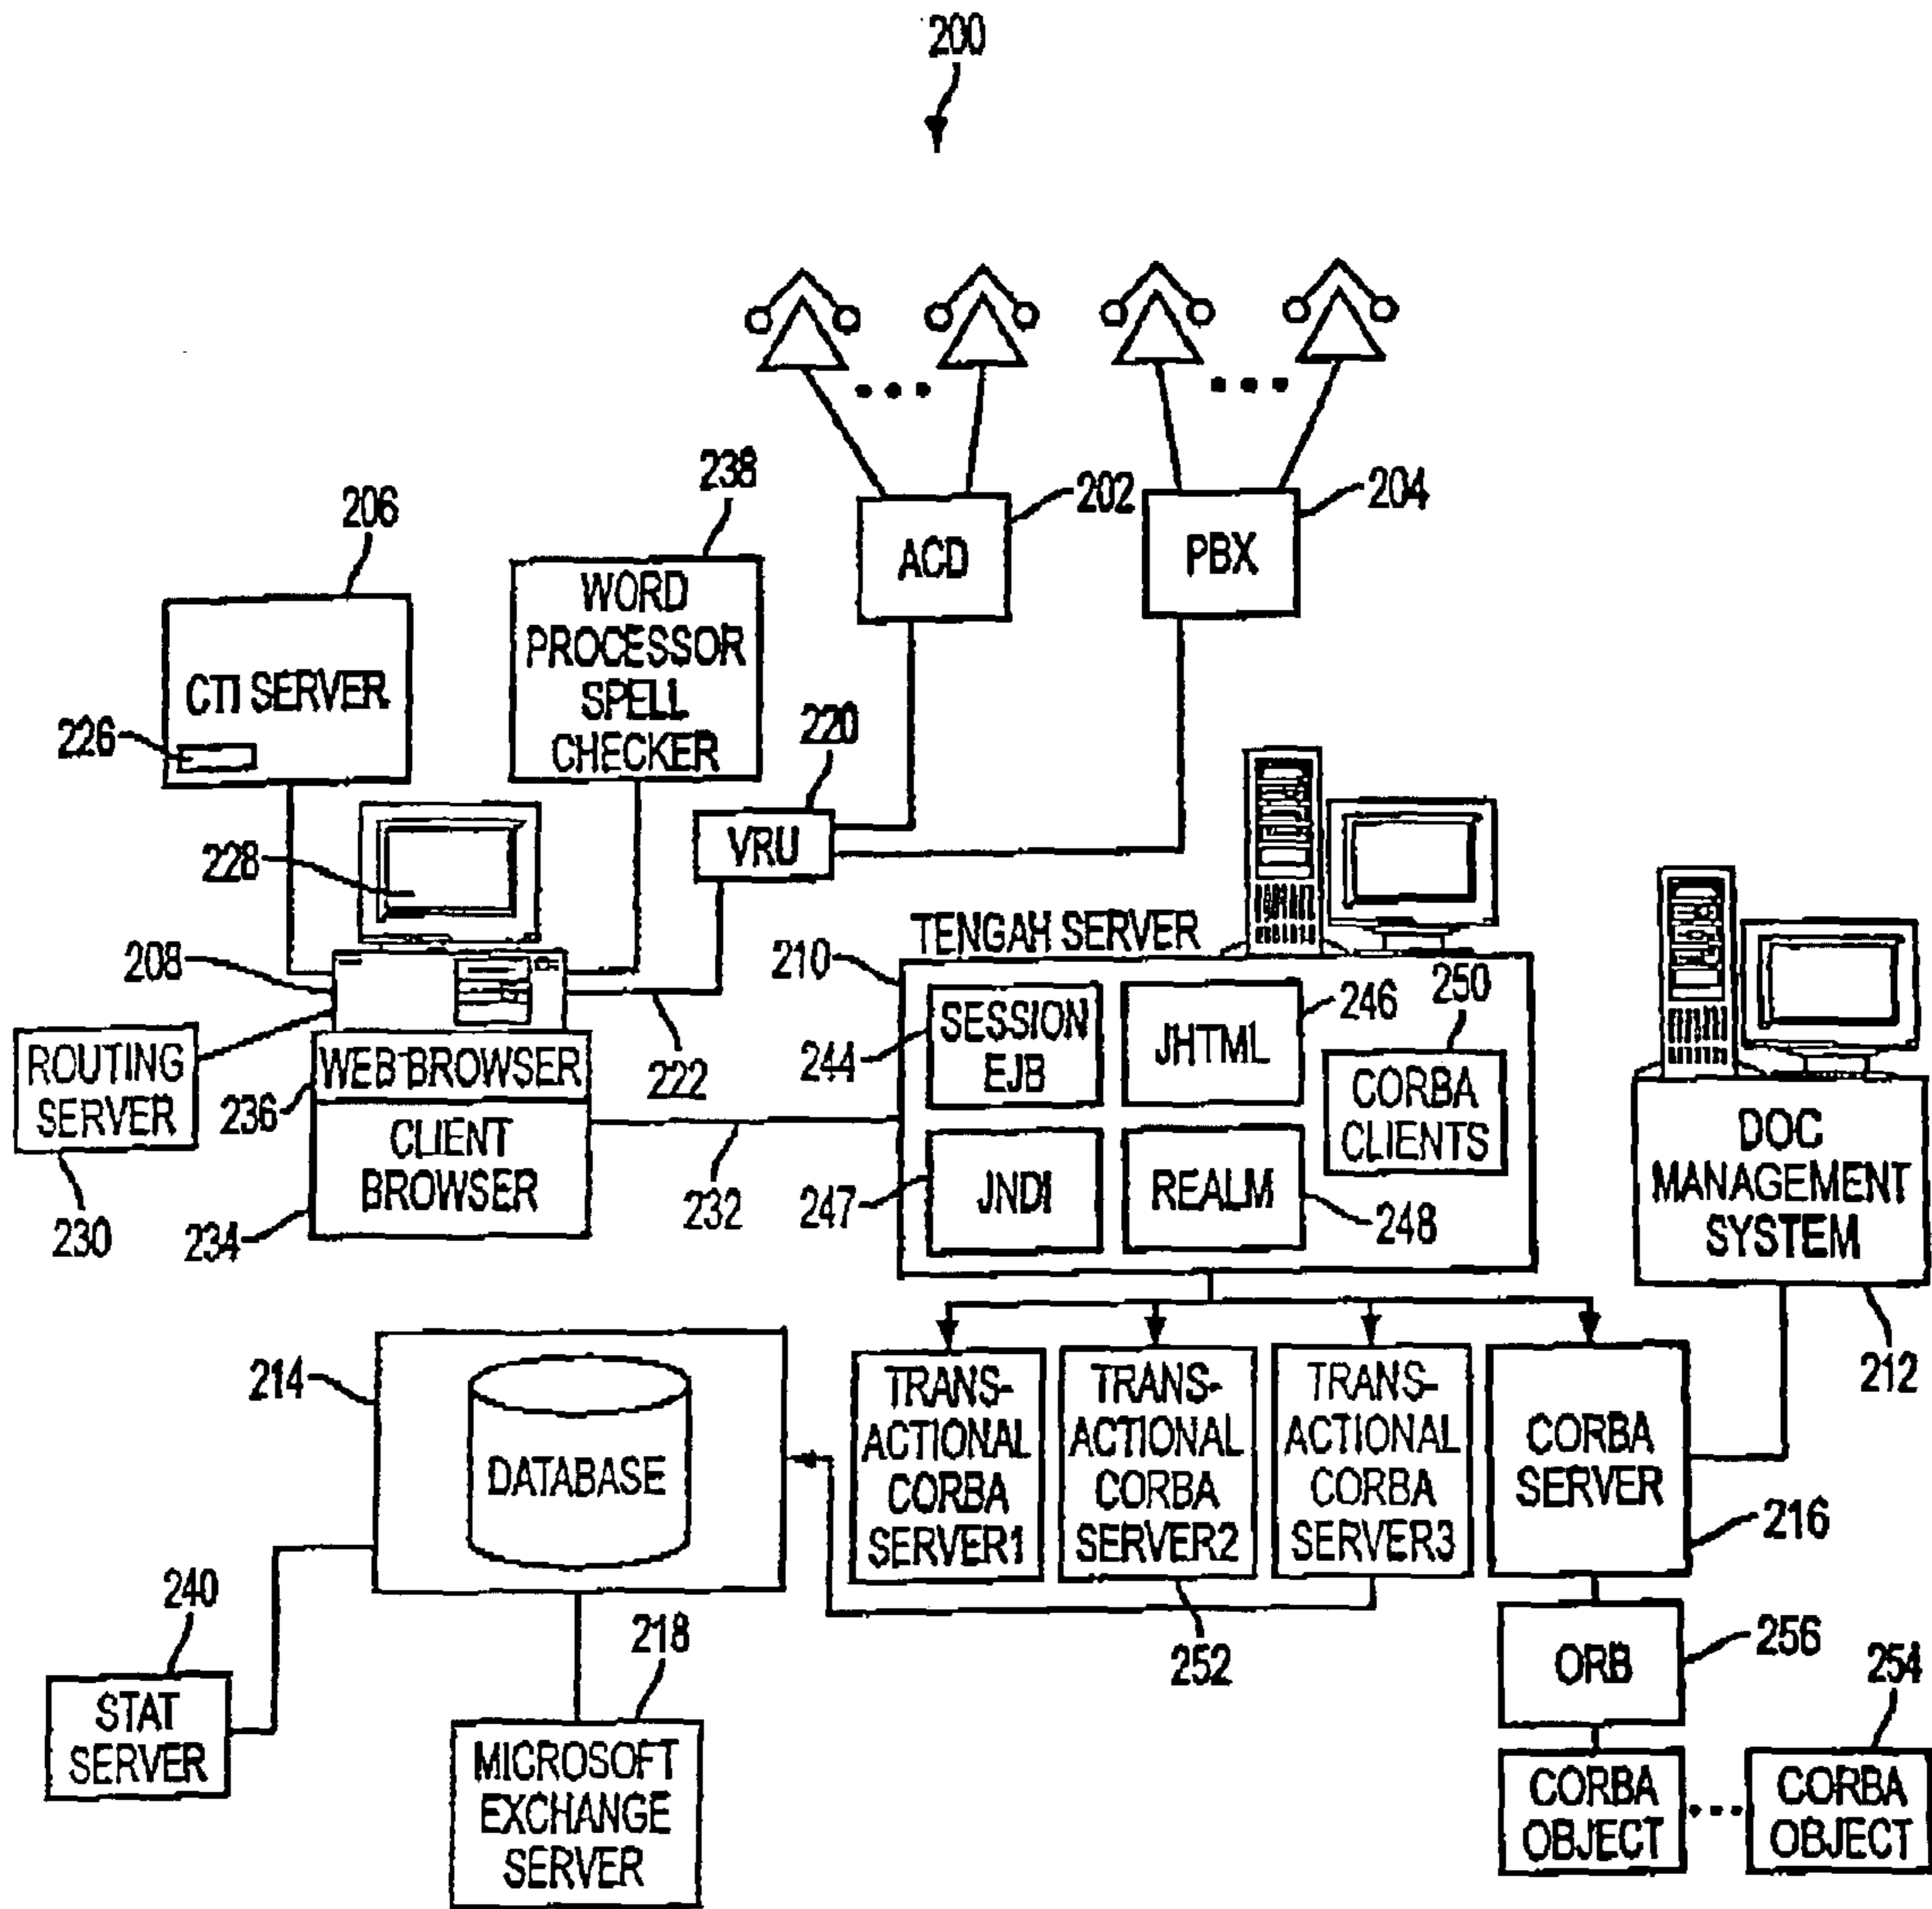 200
238
202
204
206
ACD
PBX
WORD
PROCESSOR
SPELL
CHECKER
CTI SERVER
226
220
VRU
228
TENGAH SERVER
208
210
250
SESSION
EJB
246
JHTML
244
ROUTING
SERVER
WEB BROWSER
222
CORBA
CLIENTS
236
CLIENT
BROWSER
DOC
MANAGEMENT
SYSTEM
232
247
JNDI
REALM
248
230
234
214
212
DATABASE
TRANS-
ACTIONAL
CORBA
SERVER1
TRANS-
ACTIONAL
CORBA
SERVER2
TRANS-
ACTIONAL
CORBA
SERVER3
CORBA
SERVER
216
240
218
252
256
ORB
254
STAT
SERVER
MICROSOFT
EXCHANGE
SERVER
CORBA
OBJECT
CORBA
OBJECT